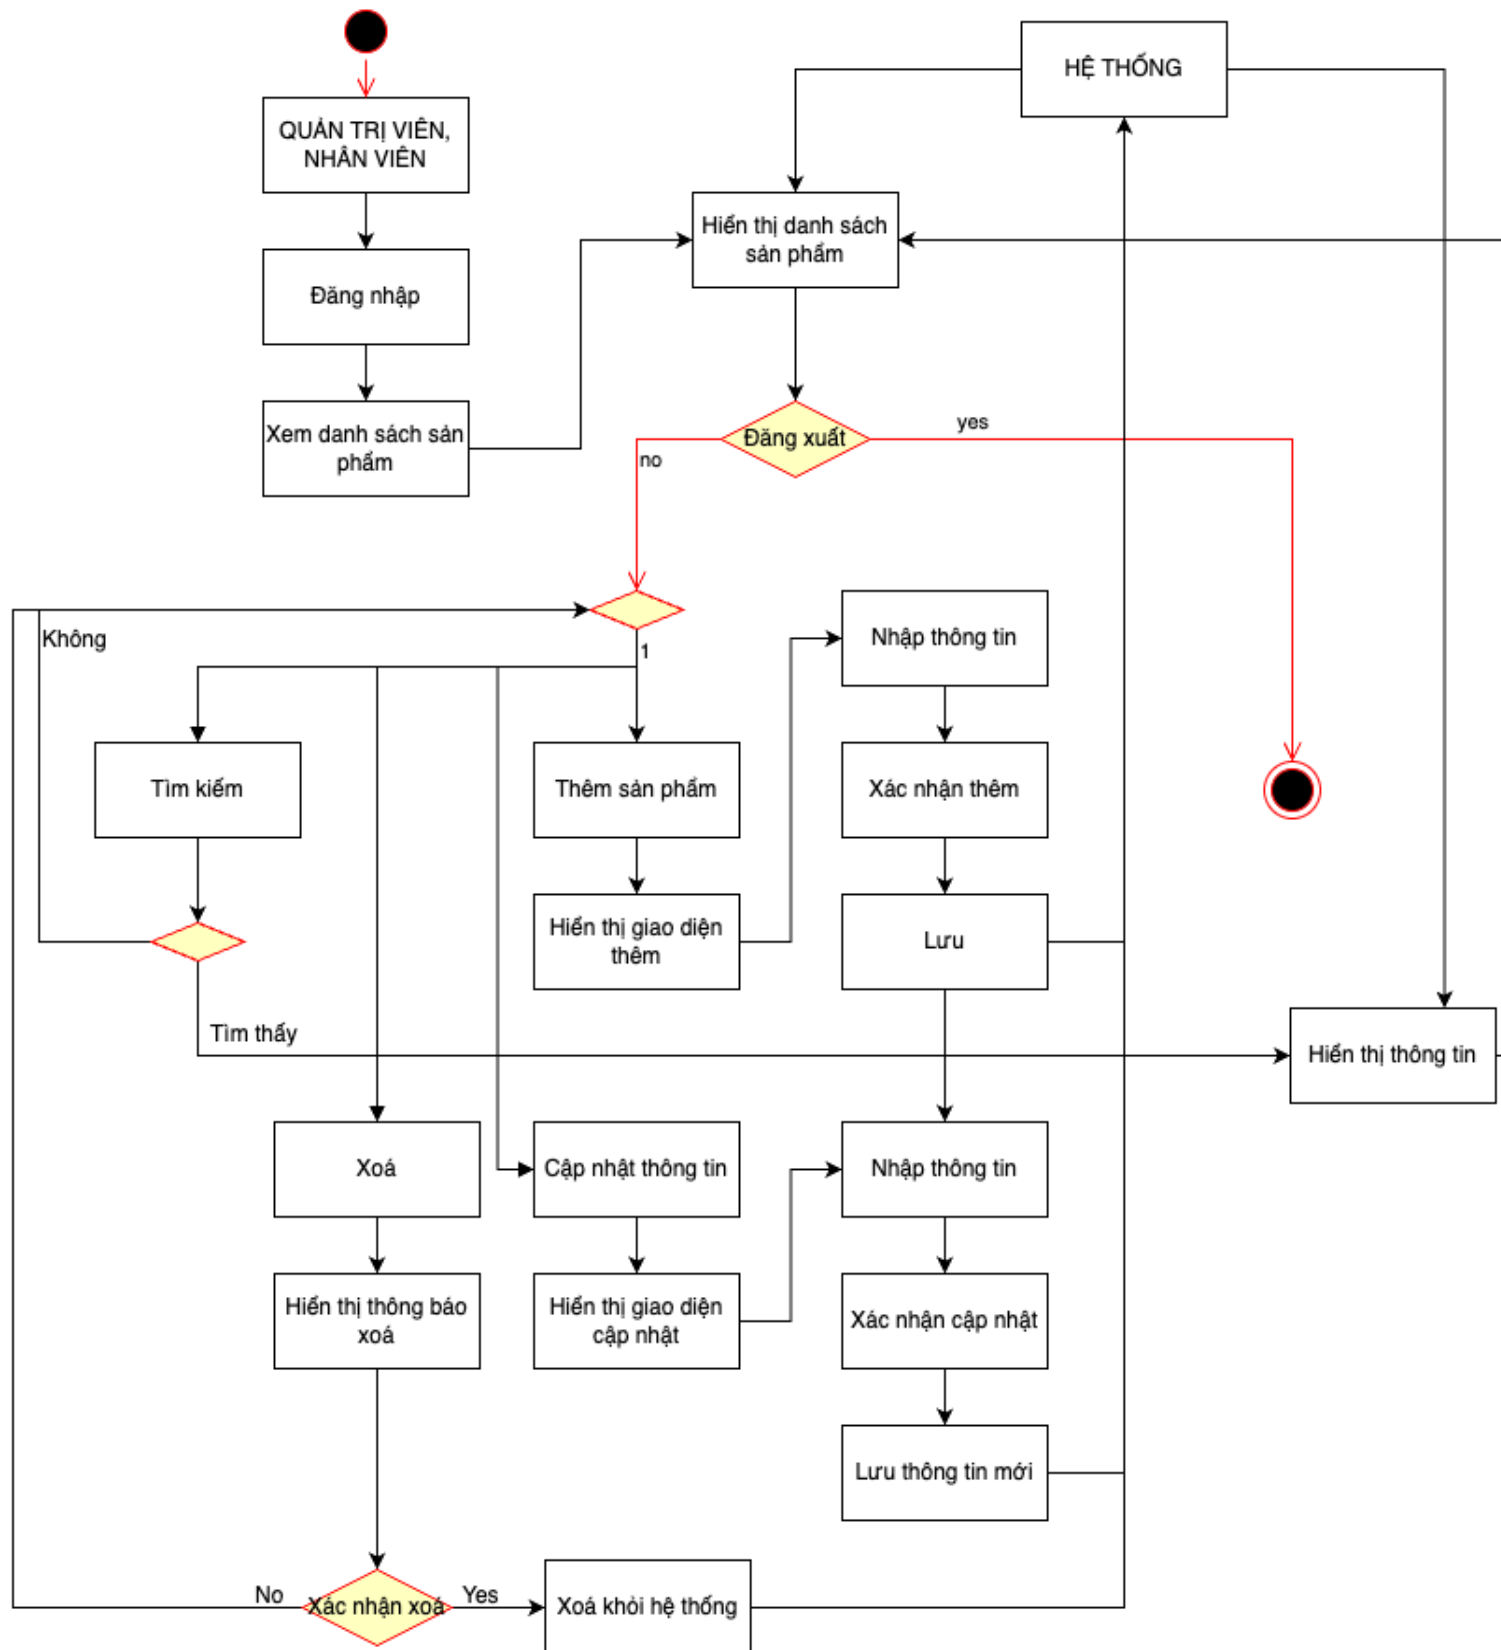 HỆ THỐNG
QUẢN TRỊ VIÊN,
NHÂN VIÊN
Hiển thị danh sách
sản phẩm
Đăng nhập
Xem danh sách sản
phẩm
Đăng xuất
yes
no
Không
1
Nhập thông tin
Tìm kiếm
Thêm sản phẩm
Xác nhận thêm
Hiển thị giao diện
thêm
Lưu
Tìm thấy
Hiển thị thông tin
Xoá
Cập nhật thông tin
Nhập thông tin
Hiển thị thông báo
xoá
Hiển thị giao diện
cập nhật
Xác nhận cập nhật
Lưu thông tin mới
No
Xác nhận xoá
Yes
Xoá khỏi hệ thống